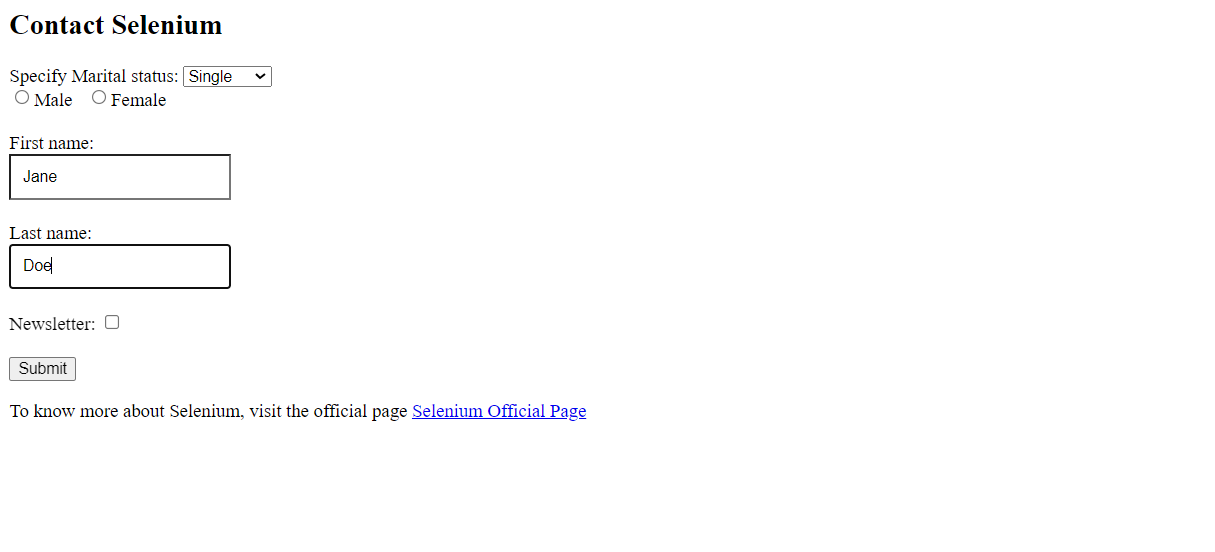 Contact Selenium
Specify Marital status: Single
Male Female
First name:
Jane
Last name:
Doe
Newsletter:
Submit
To know more about Selenium, visit the official page Selenium Official Page